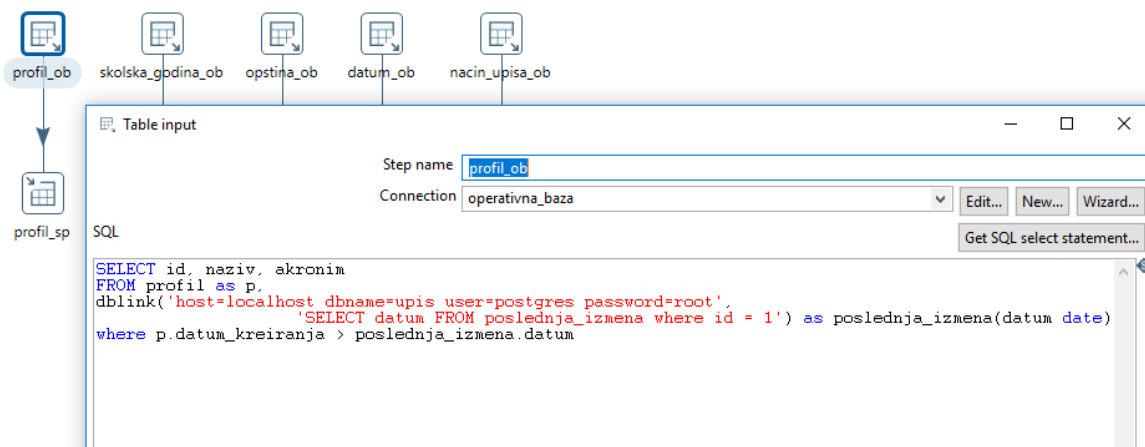 profil_ob skolska_godina_ob opstina_ob datum_ob nacin_upisa_ob
Table input
Step name profil_ob
Connection operativna_baza Edit... New... Wizard...
profil_sp SQL Get SQL select statement...
SELECT id, naziv, akronim
FROM profil as p,
dblink('host=localhost dbname=upis user=postgres password=root',
'SELECT datum FROM poslednja_izmena where id = 1') as poslednja_izmena(datum date)
where p.datum_kreiranja > poslednja_izmena.datum